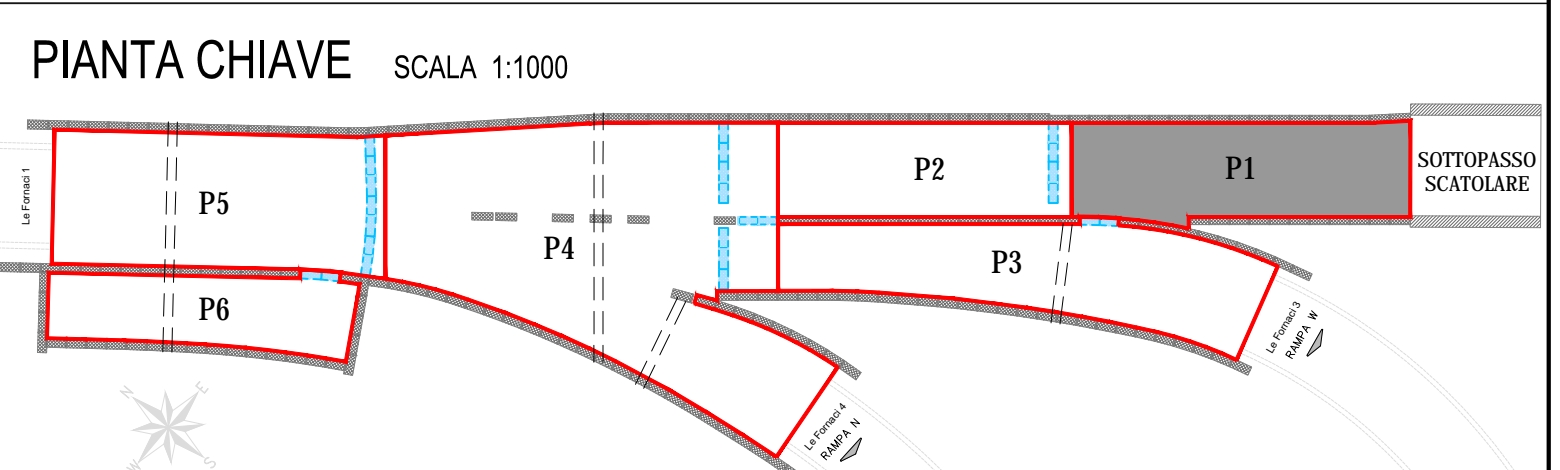 PIANTA CHIAVE SCALA 1:1000
Le Fornaci 1
P5
P4
P2
P1
SOTTOPASSO
SCATOLARE
P3
P6
Le Fornaci 3
RAMPA W
Le Fornaci 4
RAMPA N
N
E
W
S